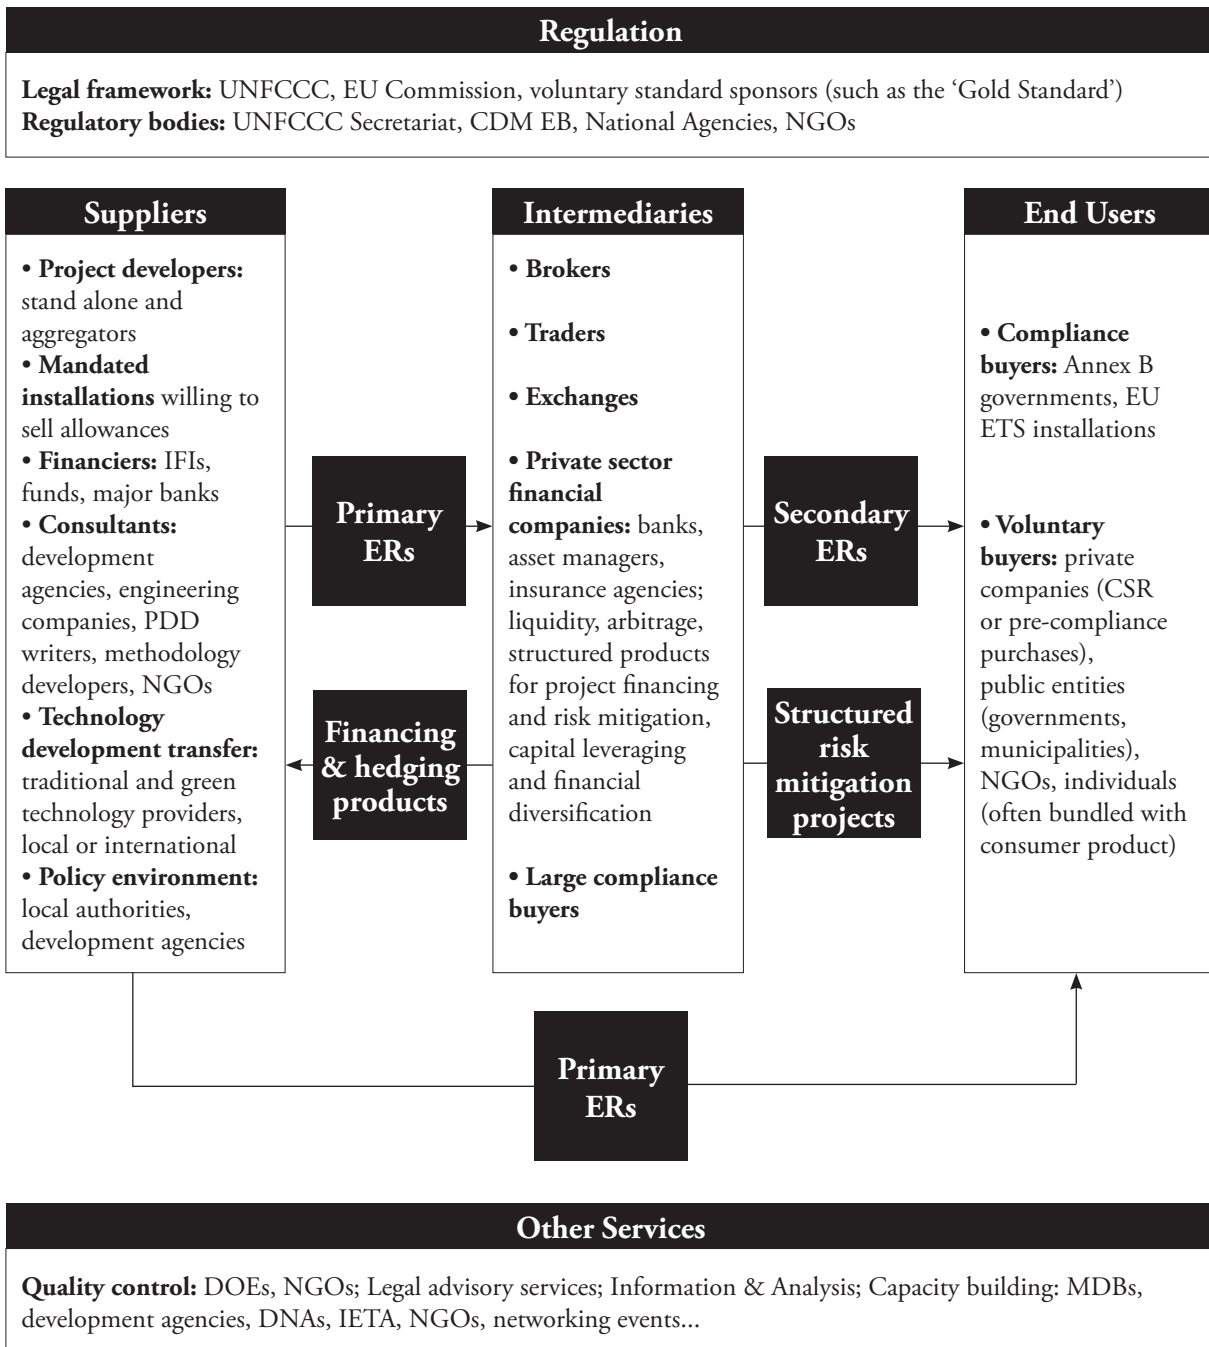 Regulation
Legal framework: UNFCCC, EU Commission, voluntary standard sponsors (such as the ‘Gold Standard’)
Regulatory bodies: UNFCCC Secretariat, CDM EB, National Agencies, NGOs
Suppliers
• Project developers:
stand alone and
aggregators
• Mandated
installations willing to
sell allowances
• Financiers: IFIs,
funds, major banks
• Consultants:
development
agencies, engineering
companies, PDD
writers, methodology
developers, NGOs
• Technology
development transfer:
traditional and green
technology providers,
local or international
• Policy environment:
local authorities,
development agencies
Primary
ERs
Financing
& hedging
products
Intermediaries
• Brokers
• Traders
• Exchanges
• Private sector
financial
companies: banks,
asset managers,
insurance agencies;
liquidity, arbitrage,
structured products
for project financing
and risk mitigation,
capital leveraging
and financial
diversification
• Large compliance
buyers
Secondary
ERs
Structured
risk
mitigation
projects
End Users
• Compliance
buyers: Annex B
governments, EU
ETS installations
• Voluntary
buyers: private
companies (CSR
or pre-compliance
purchases),
public entities
(governments,
municipalities),
NGOs, individuals
(often bundled with
consumer product)
Primary
ERs
Other Services
Quality control: DOEs, NGOs; Legal advisory services; Information & Analysis; Capacity building: MDBs,
development agencies, DNAs, IETA, NGOs, networking events...